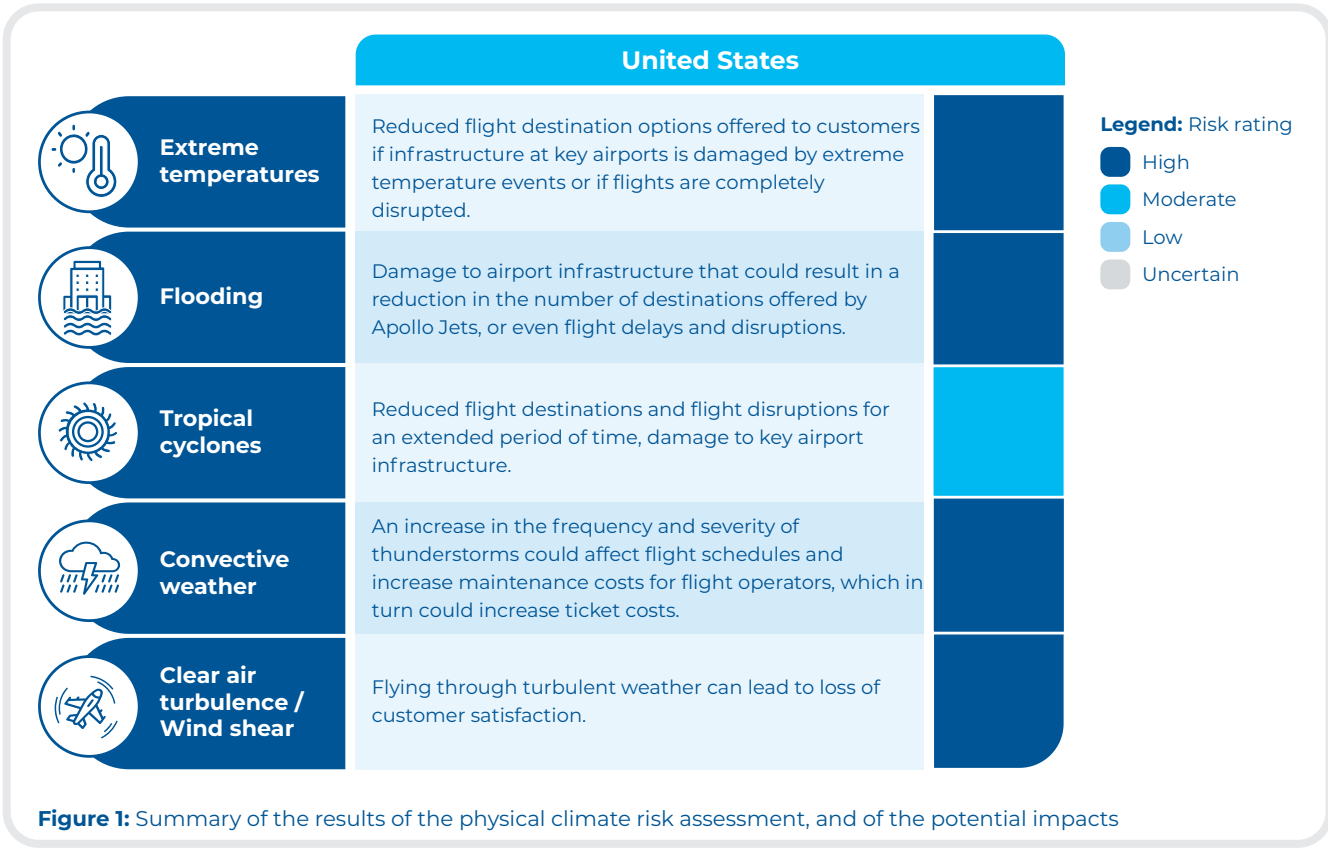 United States
Extreme
temperatures
Reduced flight destination options offered to customers
if infrastructure at key airports is damaged by extreme
temperature events or if flights are completely
disrupted.
Flooding
Damage to airport infrastructure that could result in a
reduction in the number of destinations offered by
Apollo Jets, or even flight delays and disruptions.
Tropical
cyclones
Reduced flight destinations and flight disruptions for
an extended period of time, damage to key airport
infrastructure.
Convective
weather
An increase in the frequency and severity of
thunderstorms could affect flight schedules and
increase maintenance costs for flight operators, which in
turn could increase ticket costs.
Clear air
turbulence /
Wind shear
Flying through turbulent weather can lead to loss of
customer satisfaction.
Legend: Risk rating
High
Moderate
Low
Uncertain
Figure 1: Summary of the results of the physical climate risk assessment, and of the potential impacts